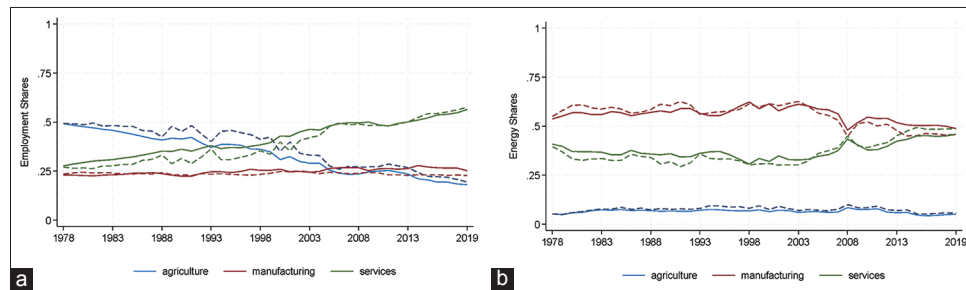 Employment Shares
1
.75
.5
.25
0
1978 1983 1988 1993 1998 2003 2008 2013 2019
agriculture manufacturing services
a
Energy Shares
1
.75
.5
.25
0
1978 1983 1988 1993 1998 2003 2008 2013 2019
agriculture manufacturing services
b